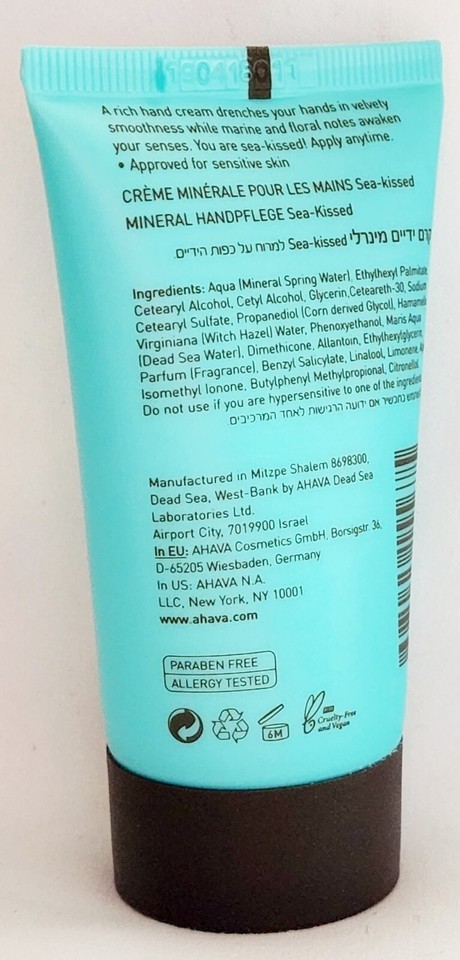 190416011
A rich hand cream drenches your hands in velvety
smoothness while marine and floral notes awaken
your senses. You are sea-kissed! Apply anytime.
• Approved for sensitive skin
CRÈME MINÉRALE POUR LES MAINS Sea-kissed
MINERAL HANDPFLEGE Sea-Kissed
קרם ידיים מינרלי Sea-kissed למרוח על כפות הידיים.
Ingredients: Aqua (Mineral Spring Water), Ethylhexyl Palmitate,
Cetearyl Alcohol, Cetyl Alcohol, Glycerin, Ceteareth-30, Sodium
Cetearyl Sulfate, Propanediol (Corn derived Glycol), Hamamelis
Virginiana (Witch Hazel) Water, Phenoxyethanol, Maris Aqua
(Dead Sea Water), Dimethicone, Allantoin, Ethylhexylglycerin,
Parfum (Fragrance), Benzyl Salicylate, Linalool, Limonene,
Isomethyl Ionone, Butylphenyl Methylpropional, Citronellol
Do not use if you are hypersensitive to one of the ingredients
בתכשיר אם ידועה הרגישות לאחד המרכיבים.
Manufactured in Mitzpe Shalem 8698300,
Dead Sea, West-Bank by AHAVA Dead Sea
Laboratories Ltd.
Airport City, 7019900 Israel
In EU: AHAVA Cosmetics GmbH, Borsigstr. 36,
D-65205 Wiesbaden, Germany
In US: AHAVA N.A.
LLC, New York, NY 10001
www.ahava.com
PARABEN FREE
ALLERGY TESTED
6M
Cruelty-Free
and Vegan